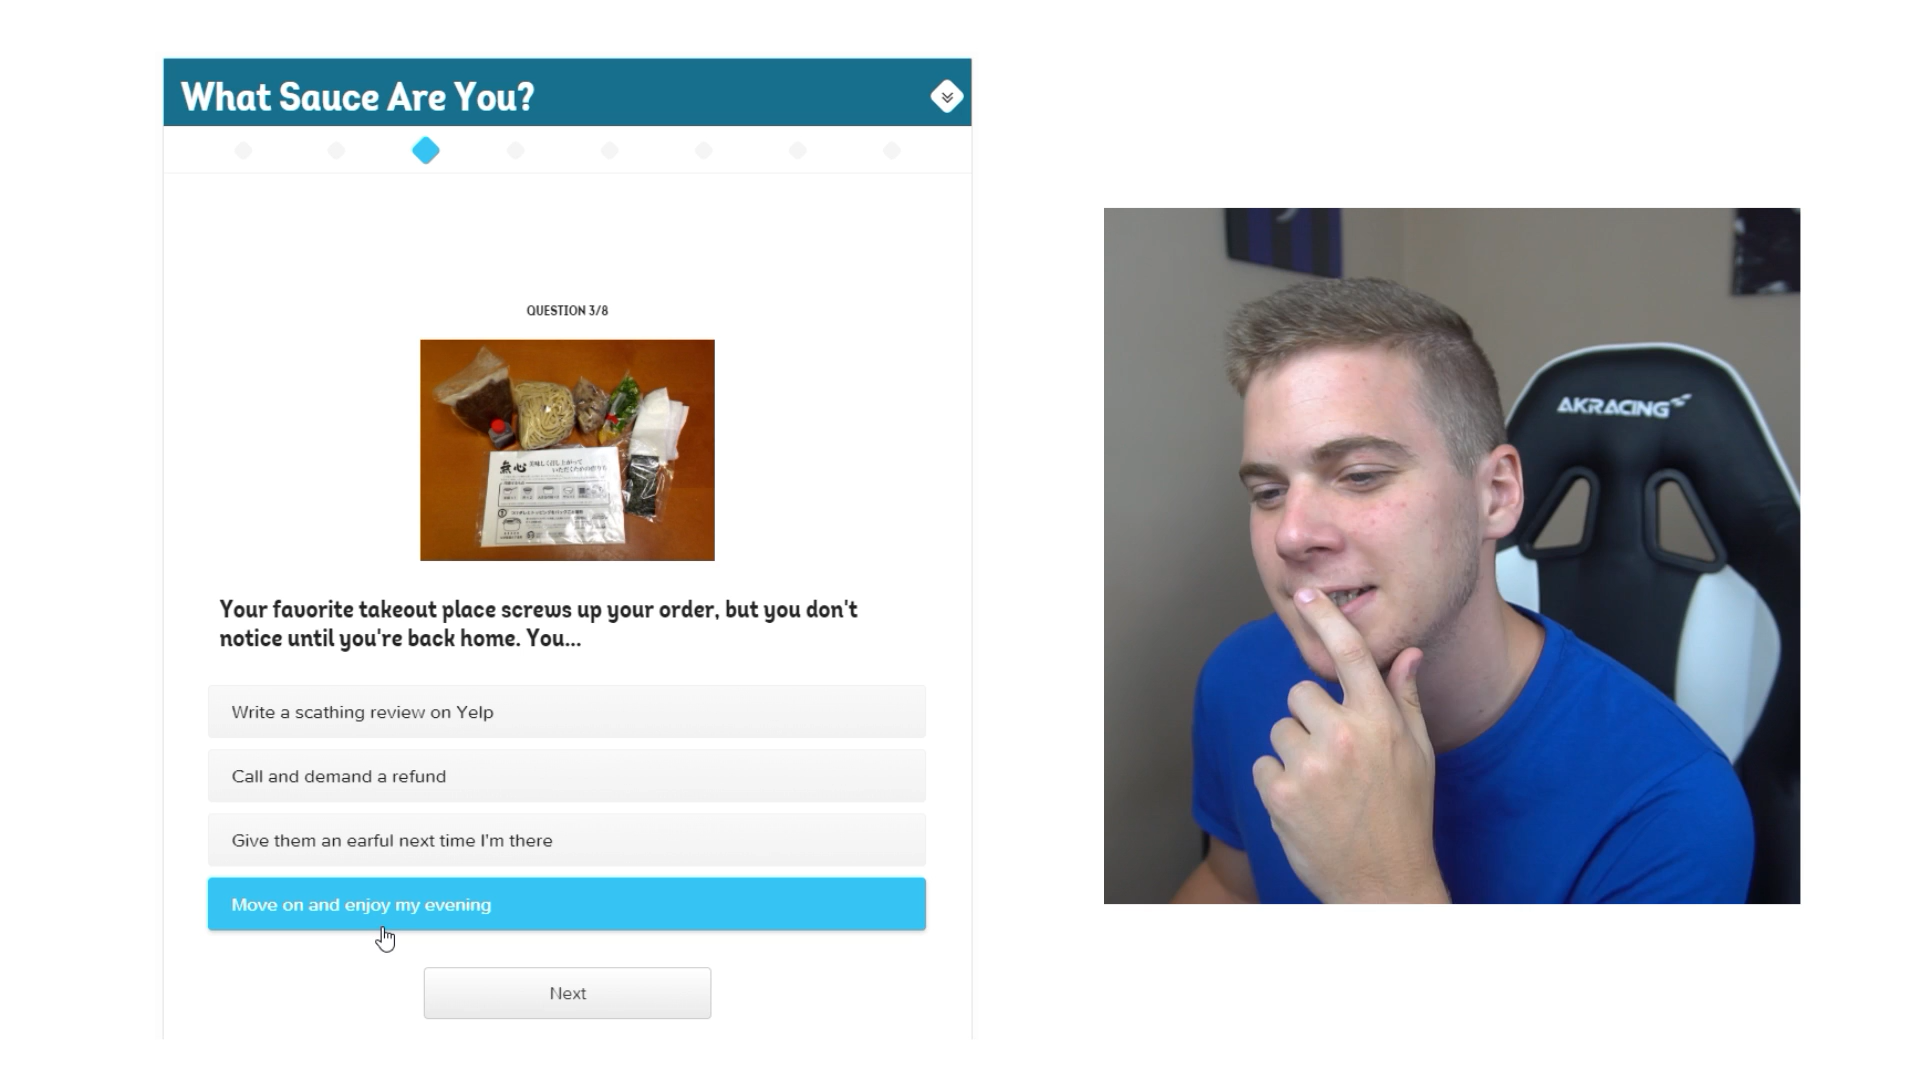 What Sauce Are You?
QUESTION 3/8
無心
Your favorite takeout place screws up your order, but you don't
notice until you're back home. You...
Write a scathing review on Yelp
Call and demand a refund
Give them an earful next time I'm there
Move on and enjoy my evening
Next
AKRACING